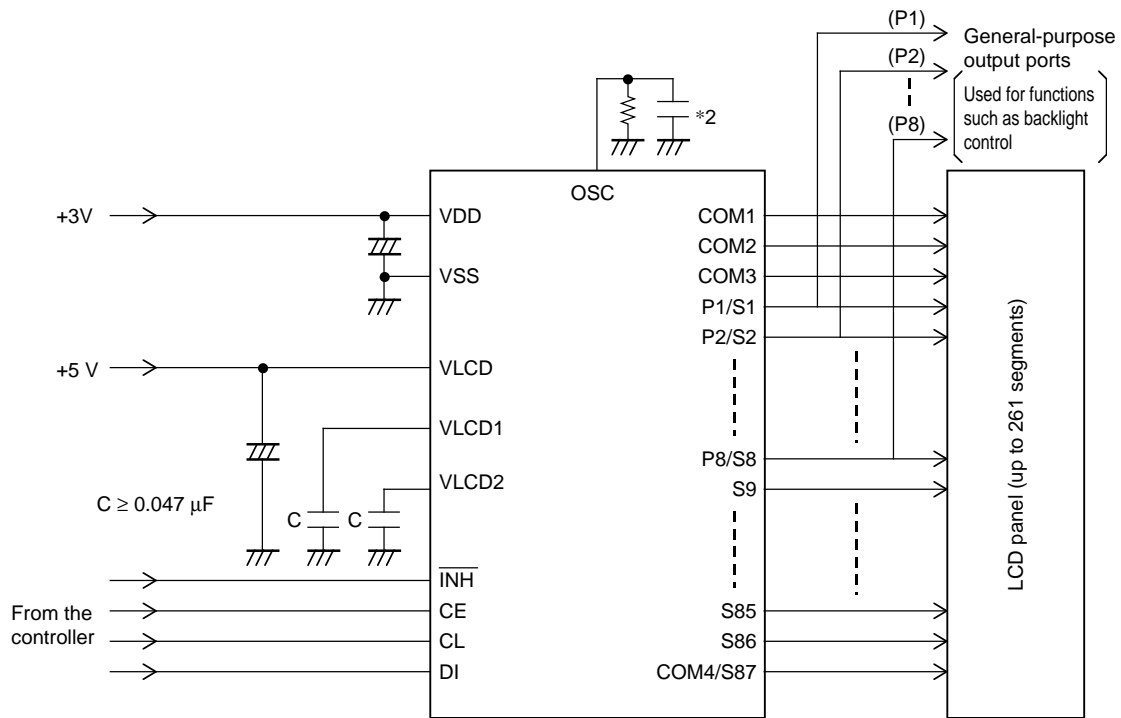 (P1)
General-purpose
output ports
(P2)
Used for functions
such as backlight
control
(P8)
*2
OSC
+3V
VDD
VSS
+5 V
VLCD
VLCD1
VLCD2
C ≥ 0.047 μF
C
C
INH
From the
controller
CE
CL
DI
COM1
COM2
COM3
P1/S1
P2/S2
P8/S8
S9
S85
S86
COM4/S87
LCD panel (up to 261 segments)